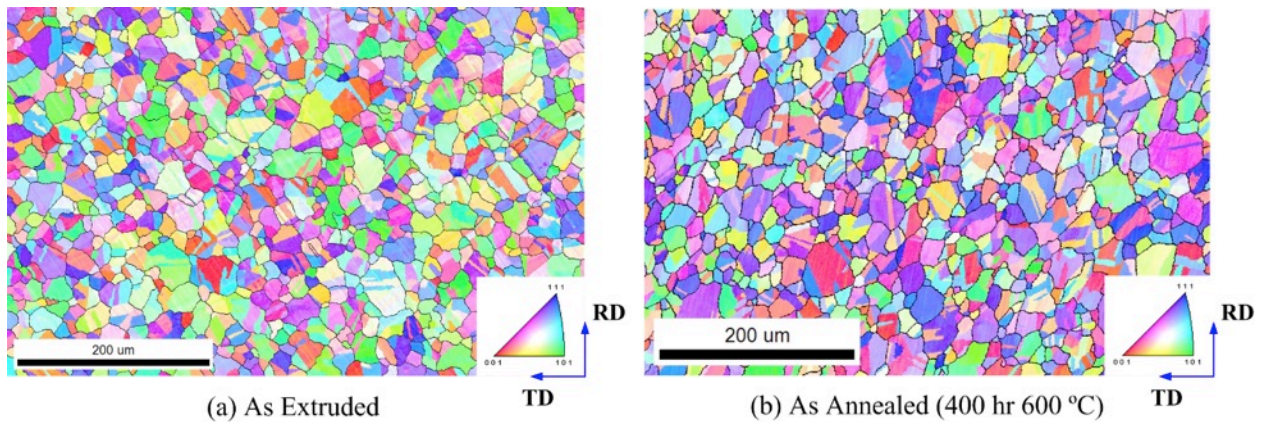 111
001
101
RD
TD
200 um
(a) As Extruded
111
001
101
RD
TD
200 um
(b) As Annealed (400 hr 600 ºC)